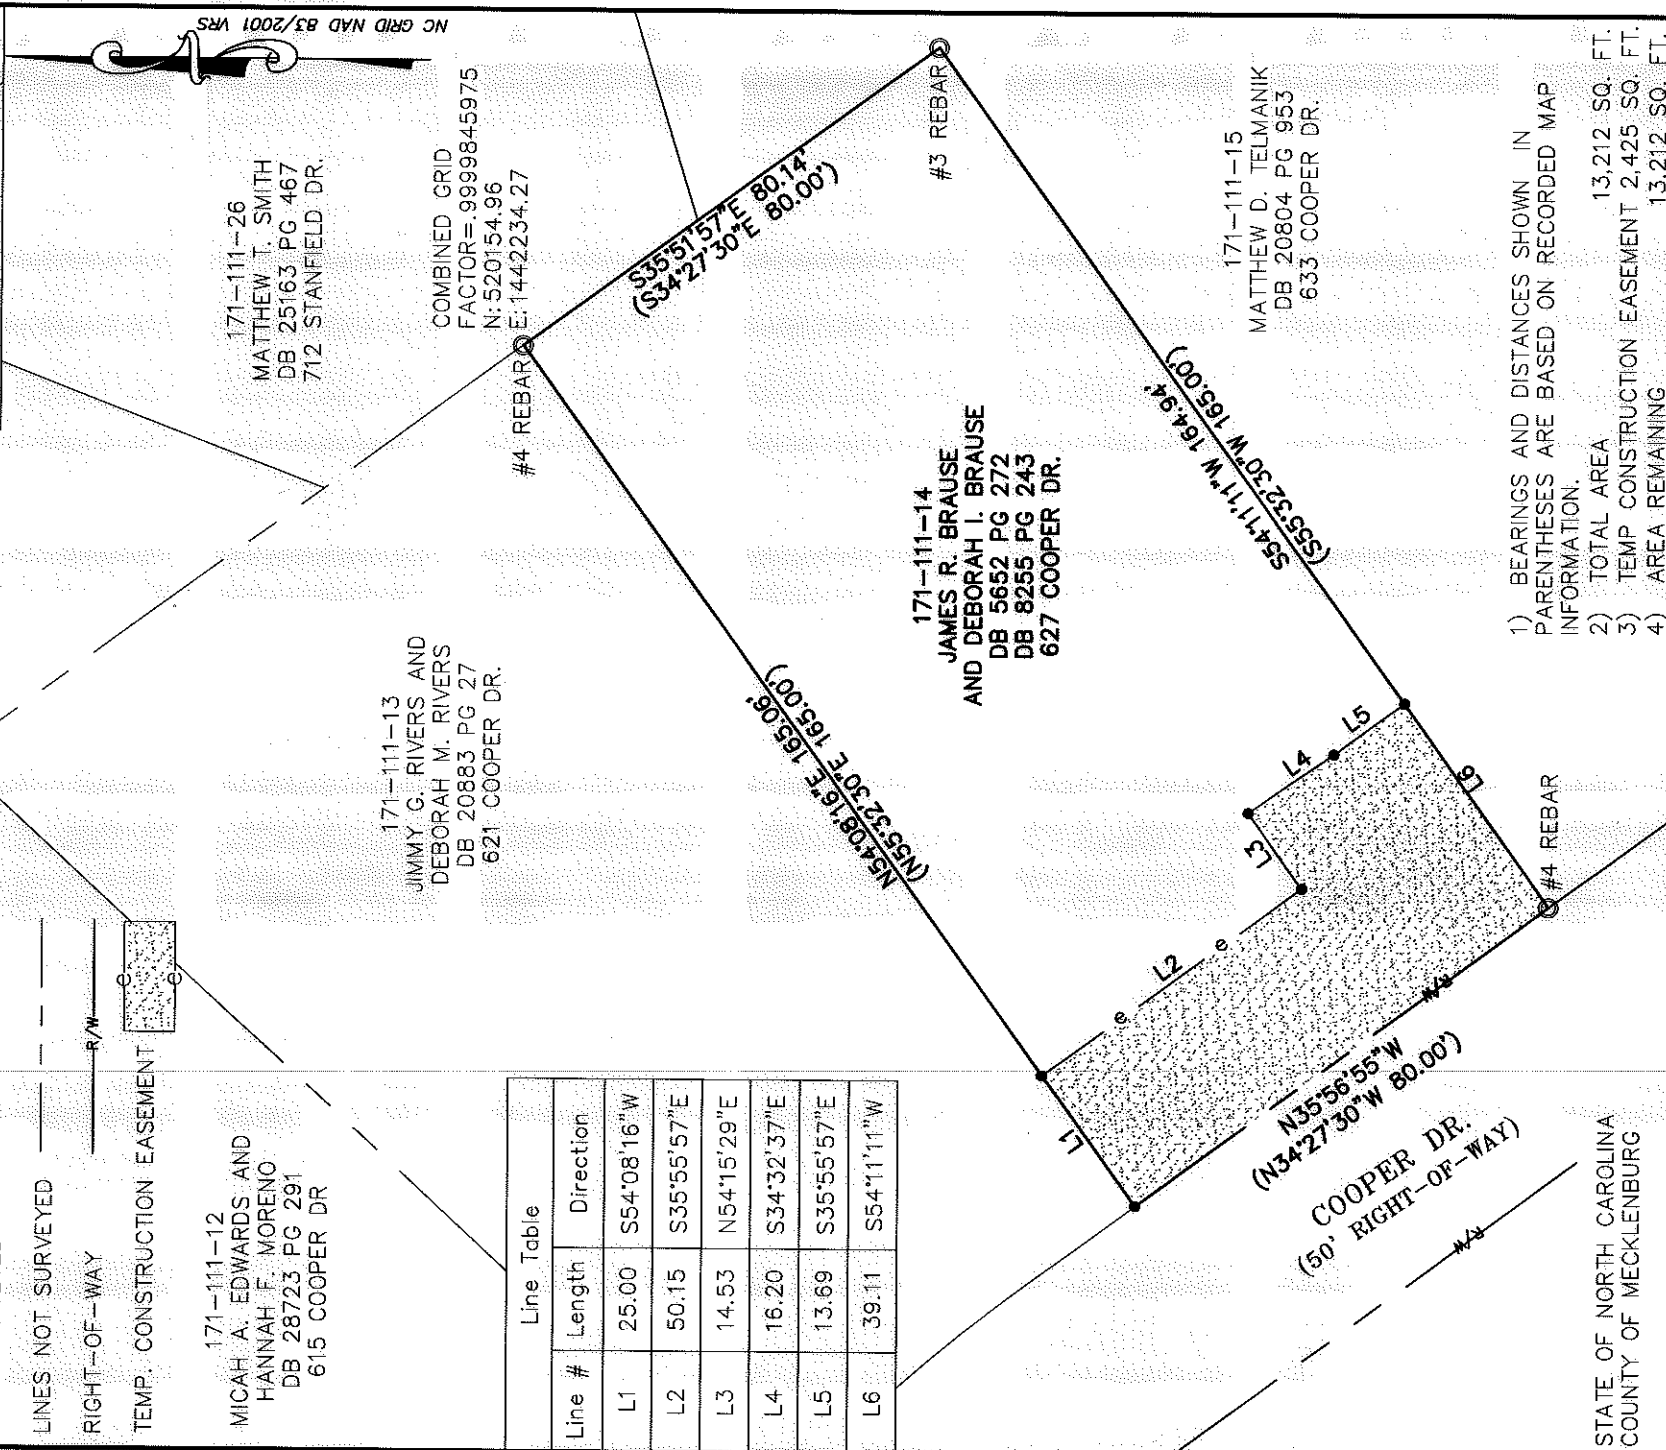 NC GRID NAD 83/2001 VRS
LINES NOT SURVEYED
RIGHT-OF-WAY
R/W
TEMP. CONSTRUCTION EASEMENT
e
e
171-111-12
MICAH A. EDWARDS AND
HANNAH F. MORENO
DB 28723 PG 291
615 COOPER DR
171-111-13
JIMMY G. RIVERS AND
DEBORAH M. RIVERS
DB 20883 PG 27
621 COOPER DR.
171-111-26
MATTHEW T. SMITH
DB 25163 PG 467
712 STANFIELD DR.
COMBINED GRID
FACTOR=.9999845975
N:520154.96
E:1442234.27
#4 REBAR
S35°51'57"E 80.14'
(S34°27'30"E 80.00')
#3 REBAR
N54°08'16"E 165.06'
(N55°32'30"E 165.00')
171-111-14
JAMES R. BRAUSE
AND DEBORAH I. BRAUSE
DB 5652 PG 272
DB 8255 PG 243
627 COOPER DR.
S54°11'11"W 164.94'
(S55°32'30"W 165.00')
171-111-15
MATTHEW D. TELMANIK
DB 20804 PG 953
633 COOPER DR.
Line Table
Line # Length Direction
L1 25.00 S54°08'16"W
L2 50.15 S35°55'57"E
L3 14.53 N54°15'29"E
L4 16.20 S34°32'37"E
L5 13.69 S35°55'57"E
L6 39.11 S54°11'11"W
L1
L2
e
e
L3
L4
L5
L6
#4 REBAR
R/W
N35°56'55"W
(N34°27'30"W 80.00')
COOPER DR.
(50' RIGHT-OF-WAY)
R/W
1) BEARINGS AND DISTANCES SHOWN IN
PARENTHESES ARE BASED ON RECORDED MAP
INFORMATION.
2) TOTAL AREA 13,212 SQ. FT.
3) TEMP CONSTRUCTION EASEMENT 2,425 SQ. FT.
4) AREA REMAINING 13,212 SQ. FT.
STATE OF NORTH CAROLINA
COUNTY OF MECKLENBURG